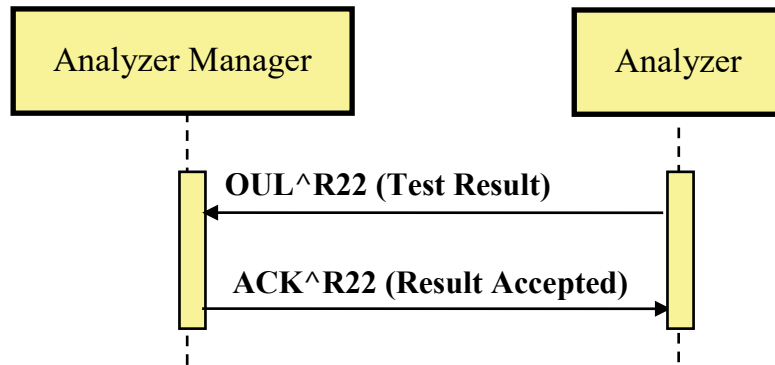 Analyzer Manager
Analyzer
OUL^R22 (Test Result)
ACK^R22 (Result Accepted)